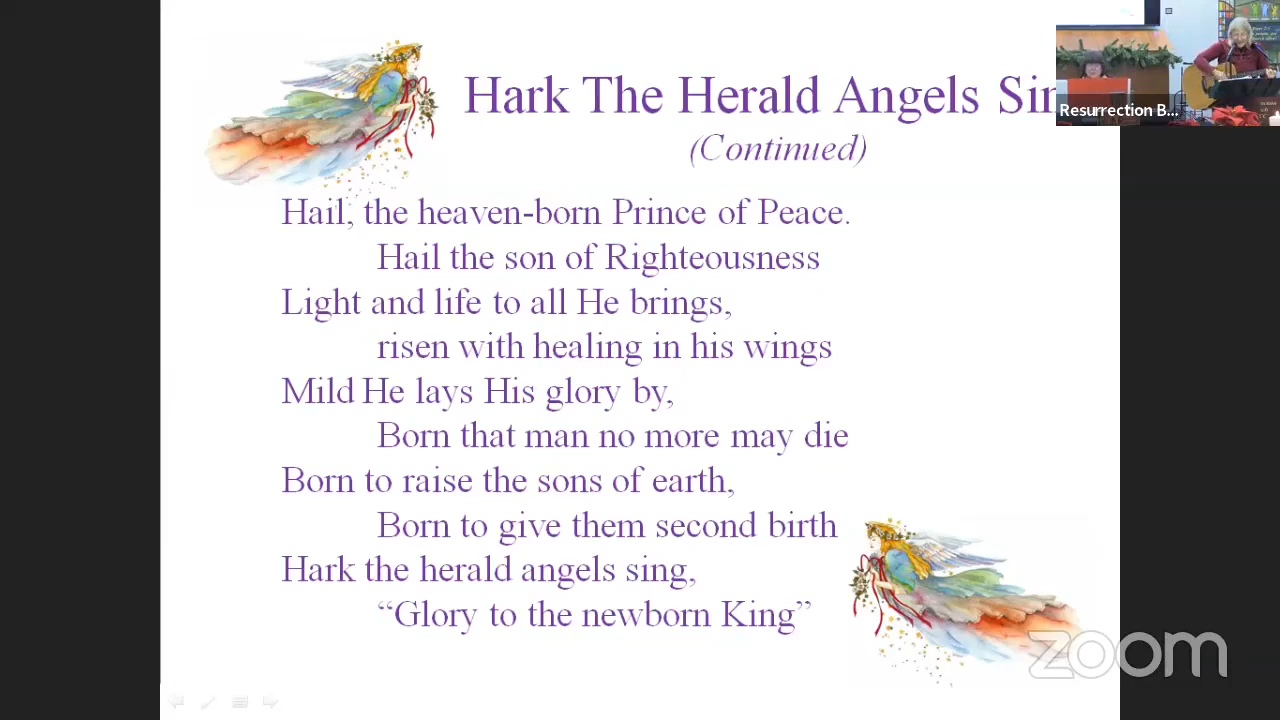 Hark The Herald Angels Sin
(Continued)
Resurrection B...
Hail, the heaven-born Prince of Peace.
Hail the son of Righteousness
Light and life to all He brings,
risen with healing in his wings
Mild He lays His glory by,
Born that man no more may die
Born to raise the sons of earth,
Born to give them second birth
Hark the herald angels sing,
“Glory to the newborn King”
zoom